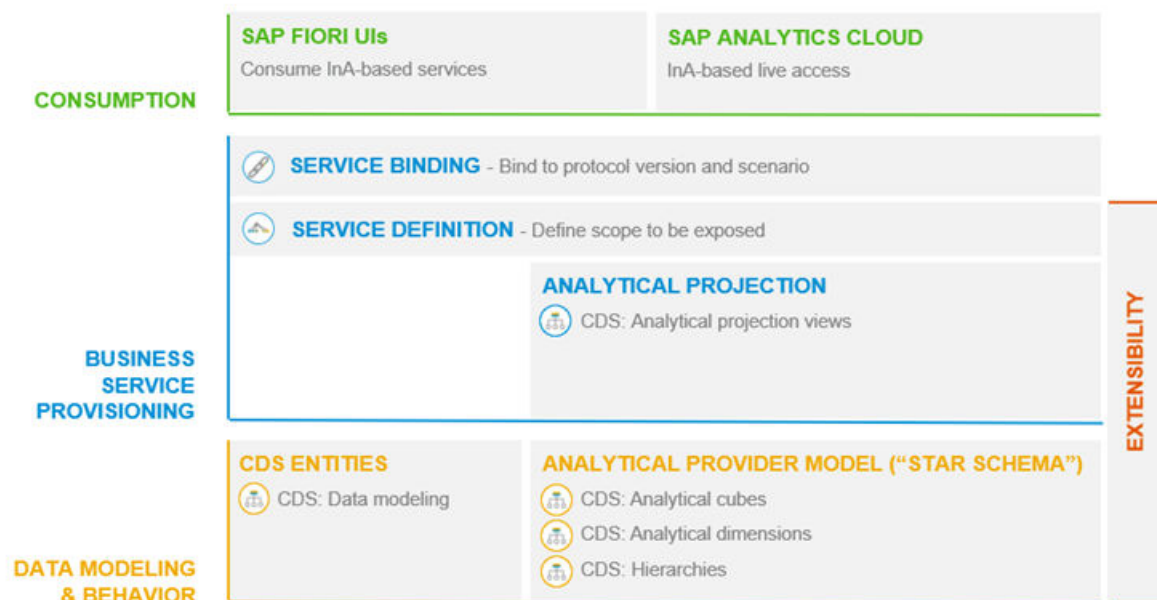 SAP FIORI UIs
Consume InA-based services
SAP ANALYTICS CLOUD
InA-based live access
CONSUMPTION
SERVICE BINDING - Bind to protocol version and scenario
SERVICE DEFINITION - Define scope to be exposed
ANALYTICAL PROJECTION
CDS: Analytical projection views
BUSINESS
SERVICE
PROVISIONING
EXTENSIBILITY
CDS ENTITIES
CDS: Data modeling
ANALYTICAL PROVIDER MODEL (“STAR SCHEMA”)
CDS: Analytical cubes
CDS: Analytical dimensions
CDS: Hierarchies
DATA MODELING
& BEHAVIOR